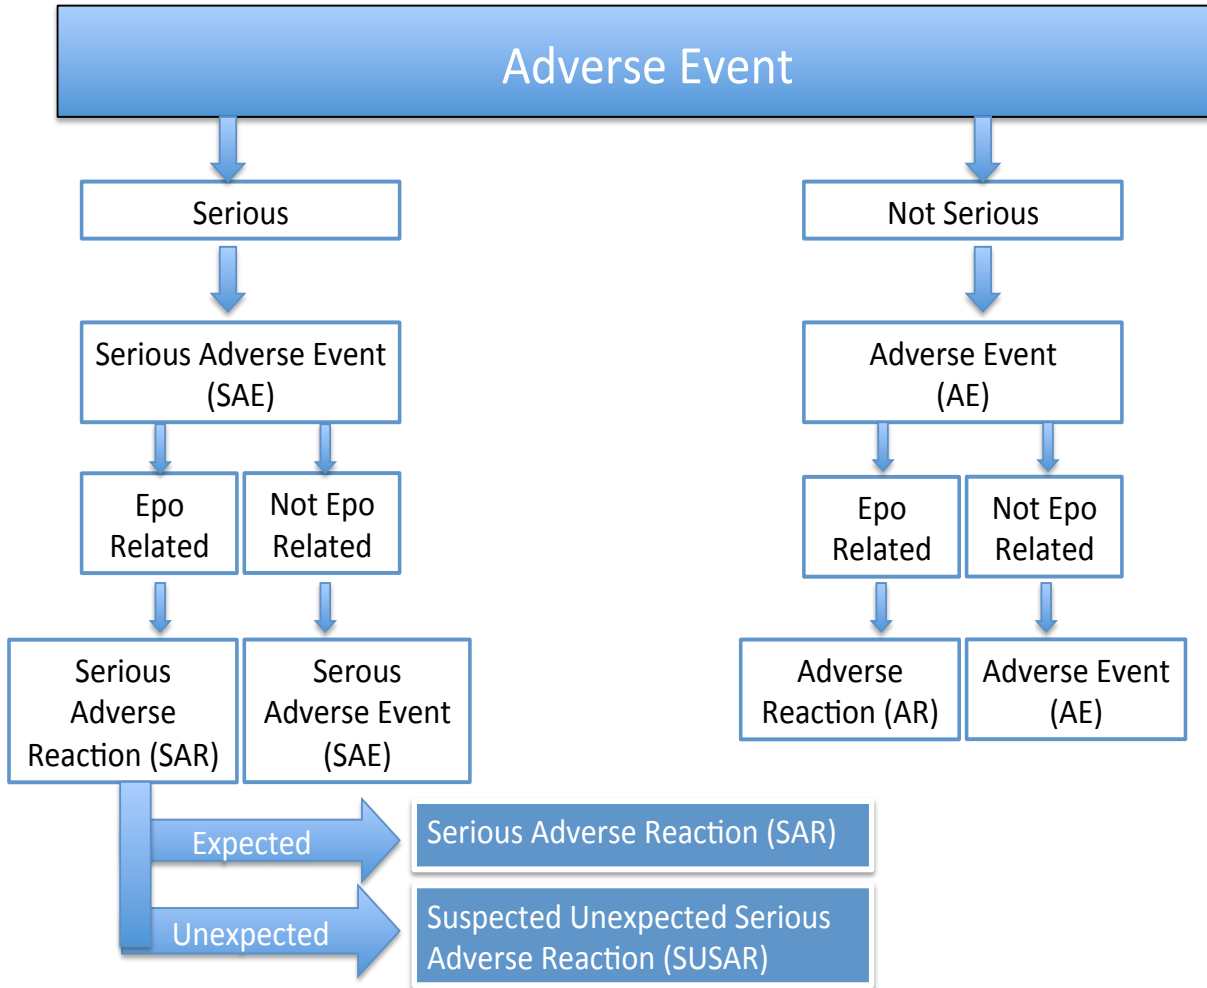 Adverse Event
Serious
Not Serious
Serious Adverse Event
(SAE)
Adverse Event
(AE)
Epo
Related
Not Epo
Related
Epo
Related
Not Epo
Related
Serious
Adverse
Reaction (SAR)
Serous
Adverse Event
(SAE)
Adverse
Reaction (AR)
Adverse Event
(AE)
Expected
Serious Adverse Reaction (SAR)
Unexpected
Suspected Unexpected Serious
Adverse Reaction (SUSAR)